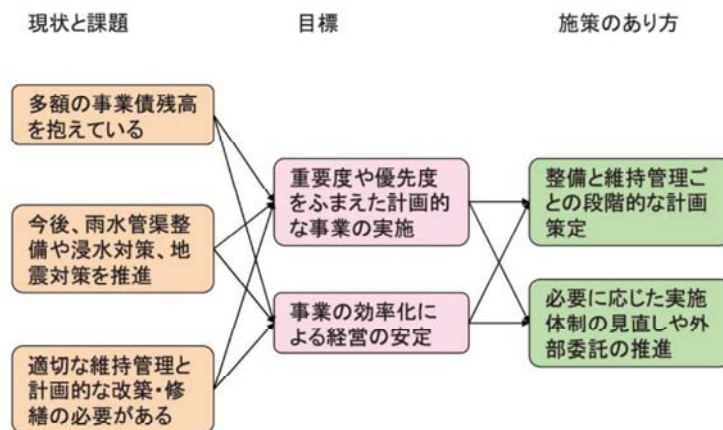 現状と課題
目標
施策のあり方
多額の事業債残高
を抱えている
今後、雨水管渠整
備や浸水対策、地
震対策を推進
適切な維持管理と
計画的な改築・修
繕の必要がある
重要度や優先度
をふまえた計画的
な事業の実施
事業の効率化に
よる経営の安定
整備と維持管理ご
との段階的な計画
策定
必要に応じた実施
体制の見直しや外
部委託の推進